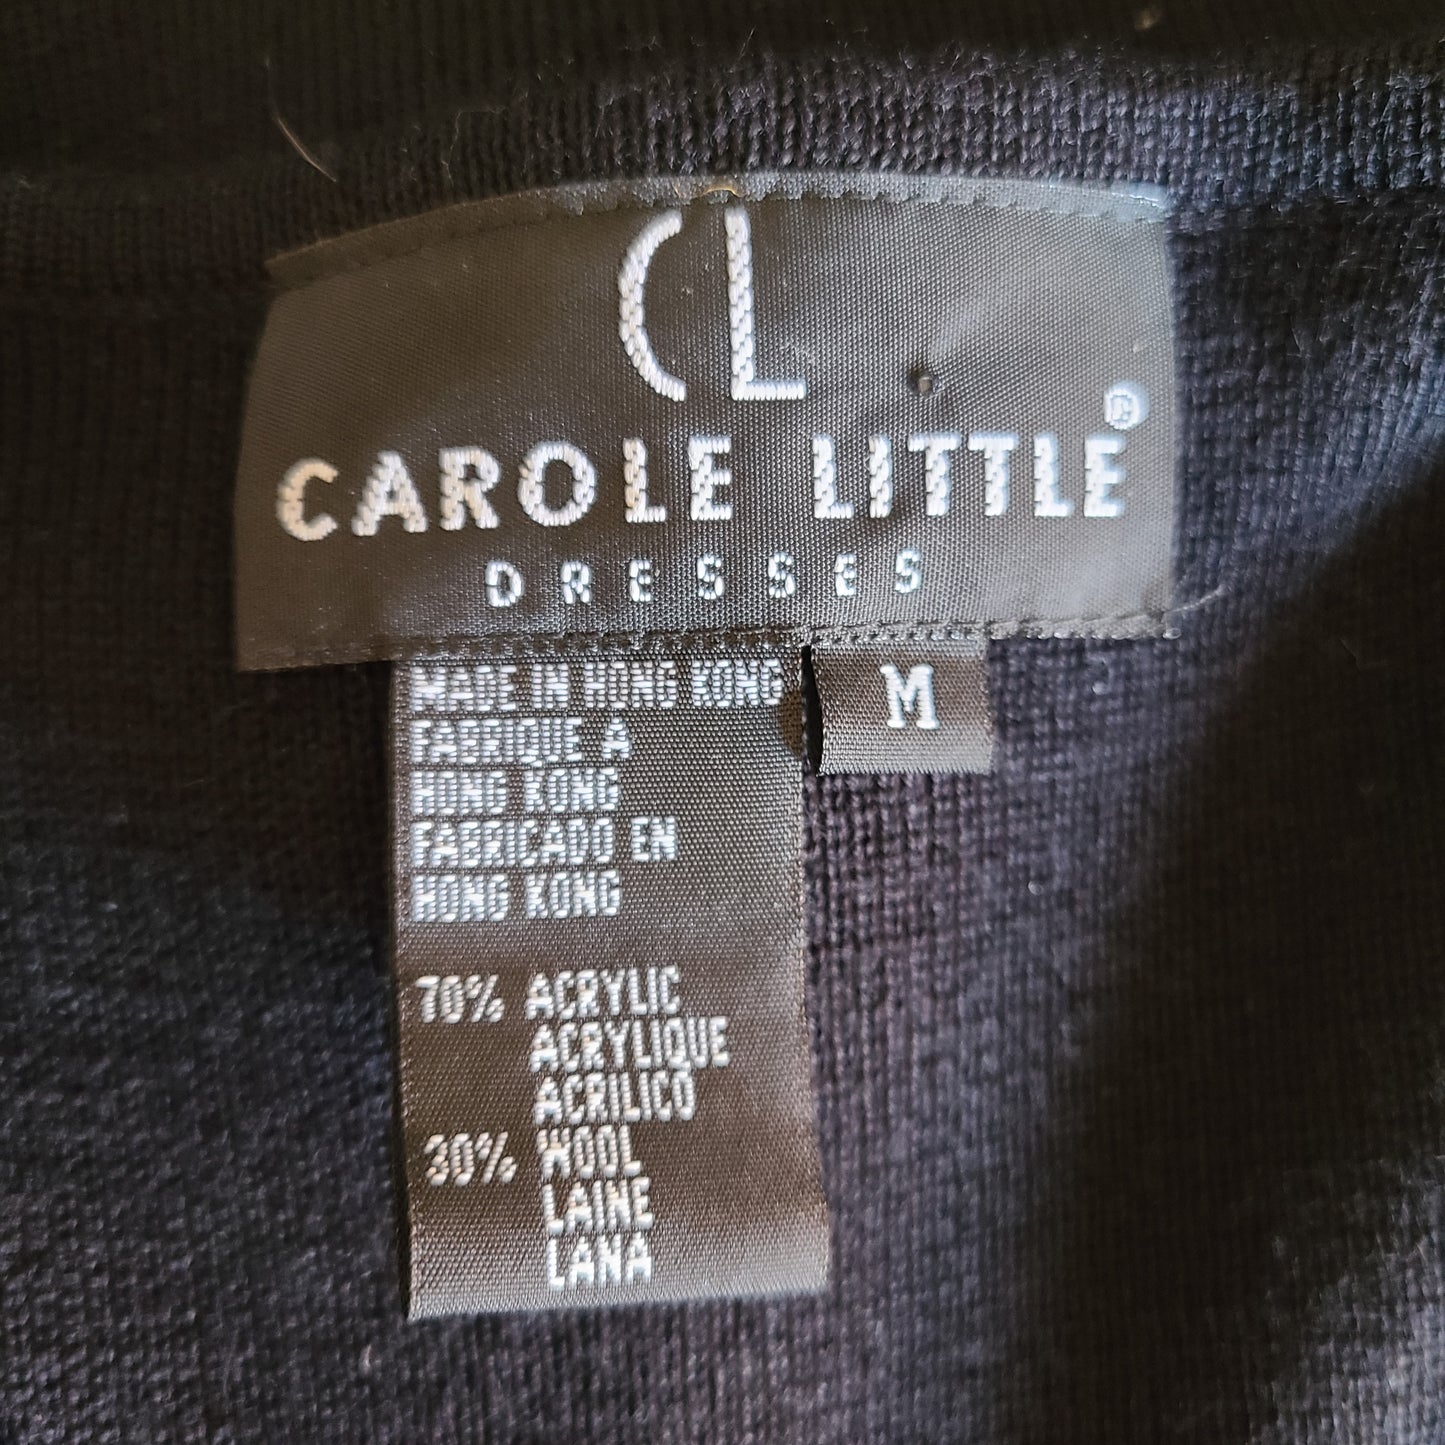 CL
CAROLE LITTLE®
DRESSES
M
MADE IN HONG KONG
FABRIQUE A
HONG KONG
FABRICADO EN
HONG KONG
70% ACRYLIC
ACRYLIQUE
ACRILICO
30% WOOL
LAINE
LANA